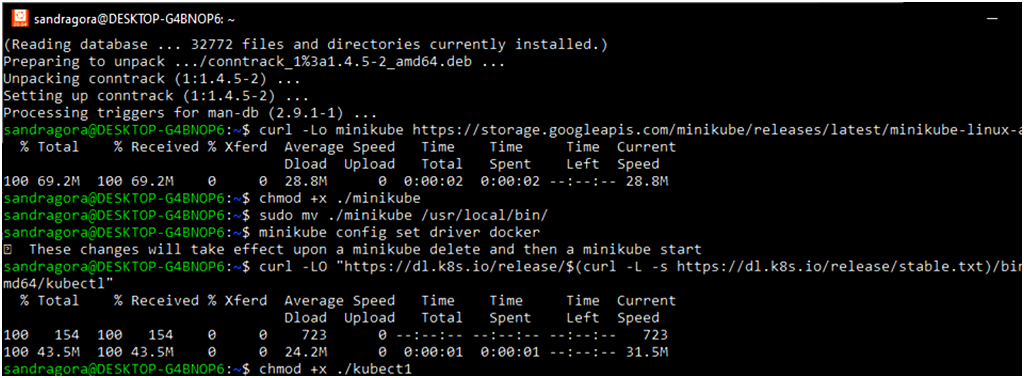 sandragora@DESKTOP-G4BNOP6: ~
(Reading database ... 32772 files and directories currently installed.)
Preparing to unpack .../conntrack_1%3a1.4.5-2_amd64.deb ...
Unpacking conntrack (1:1.4.5-2) ...
Setting up conntrack (1:1.4.5-2) ...
Processing triggers for man-db (2.9.1-1) ...
sandragora@DESKTOP-G4BNOP6:~$ curl -Lo minikube https://storage.googleapis.com/minikube/releases/latest/minikube-linux-a
% Total % Received % Xferd Average Speed Time Time Time Current
Dload Upload Total Spent Left Speed
100 69.2M 100 69.2M 0 0 28.8M 0 0:00:02 0:00:02 --:--:-- 28.8M
sandragora@DESKTOP-G4BNOP6:~$ chmod +x ./minikube
sandragora@DESKTOP-G4BNOP6:~$ sudo mv ./minikube /usr/local/bin/
sandragora@DESKTOP-G4BNOP6:~$ minikube config set driver docker
These changes will take effect upon a minikube delete and then a minikube start
sandragora@DESKTOP-G4BNOP6:~$ curl -LO "https://dl.k8s.io/release/$(curl -L -s https://dl.k8s.io/release/stable.txt)/bin
md64/kubectl"
% Total % Received % Xferd Average Speed Time Time Time Current
Dload Upload Total Spent Left Speed
100 154 100 154 0 0 723 0 --:--:-- --:--:-- --:--:-- 723
100 43.5M 100 43.5M 0 0 24.2M 0 0:00:01 0:00:01 --:--:-- 31.5M
sandragora@DESKTOP-G4BNOP6:~$ chmod +x ./kubect1